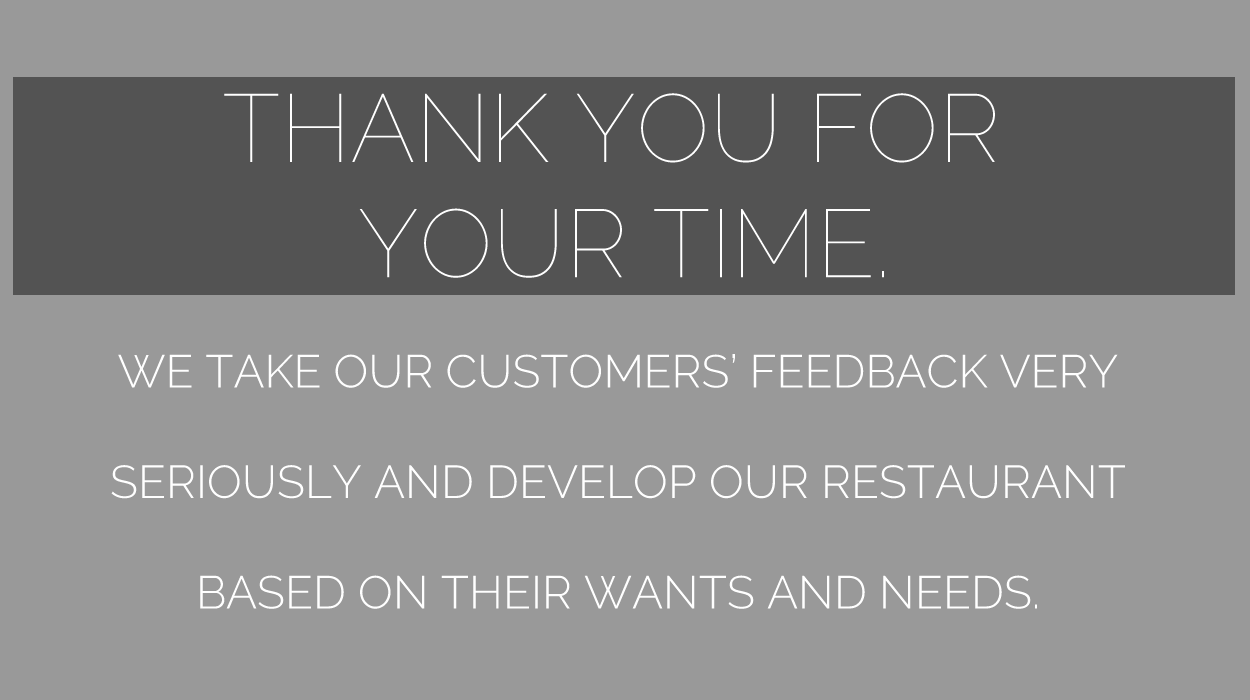 THANK YOU FOR
YOUR TIME.
WE TAKE OUR CUSTOMERS’ FEEDBACK VERY
SERIOUSLY AND DEVELOP OUR RESTAURANT
BASED ON THEIR WANTS AND NEEDS.